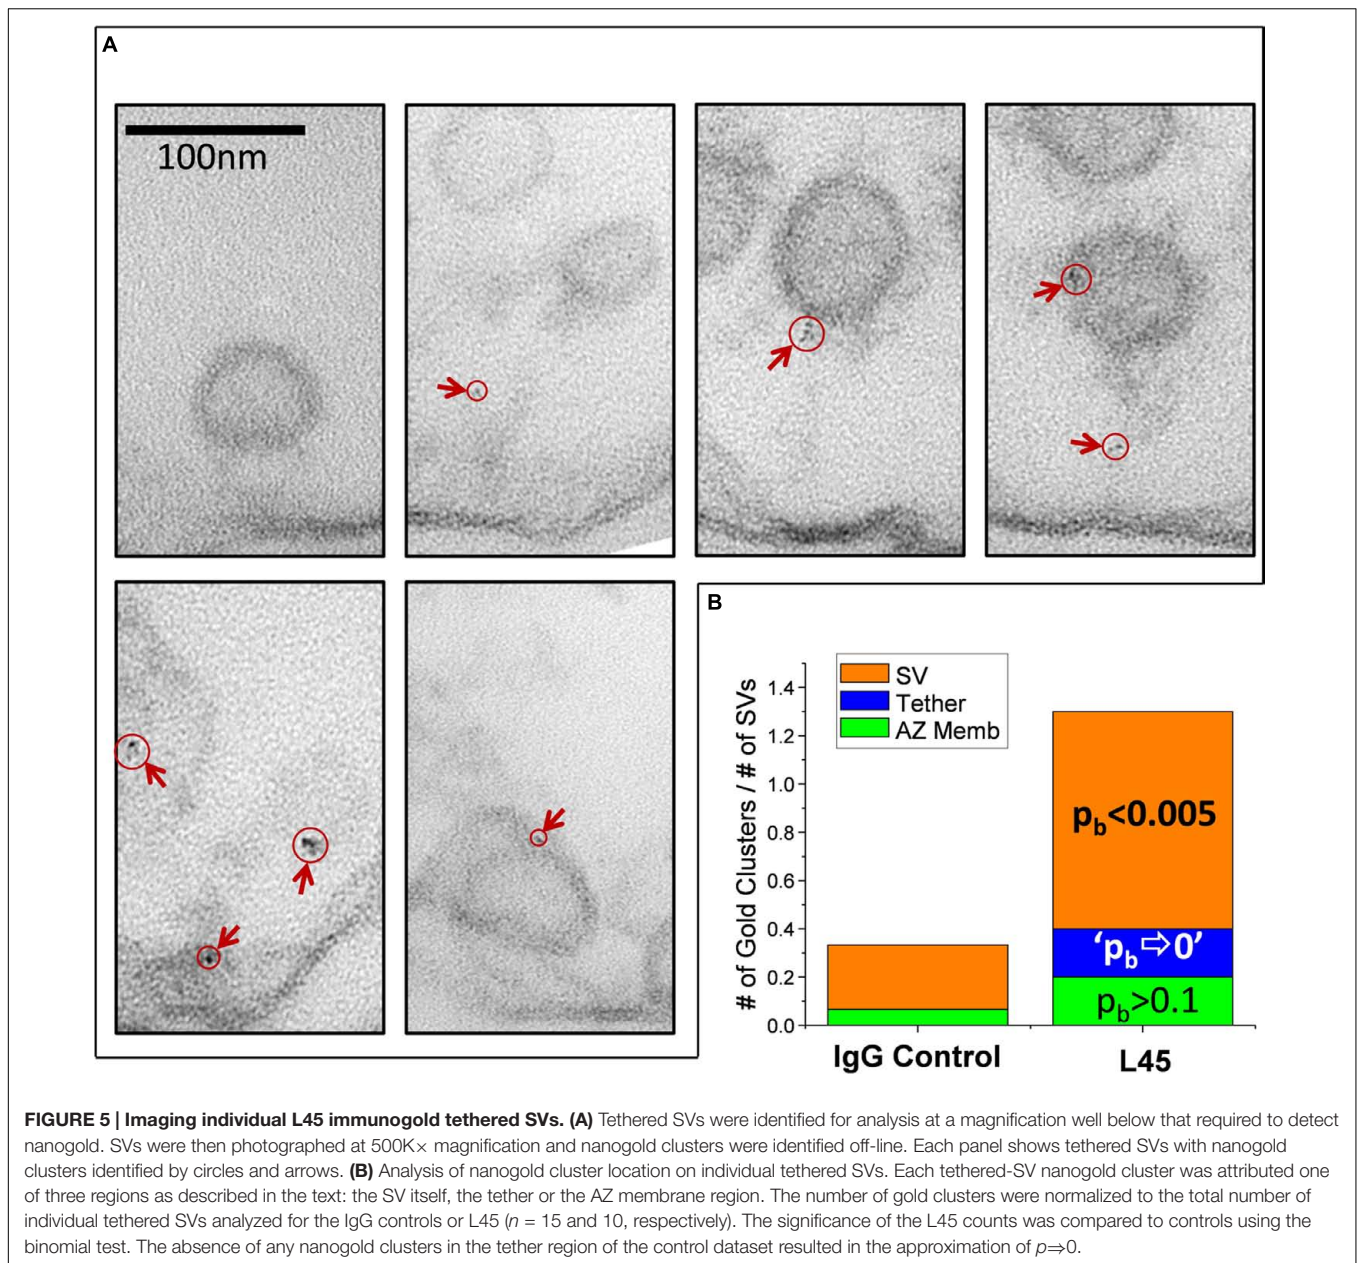 A
100nm
B
SV
Tether
AZ Memb
# of Gold Clusters / # of SVs
1.4
1.2
1.0
0.8
0.6
0.4
0.2
0.0
pb<0.005
‘pb⇨0’
pb>0.1
IgG Control
L45
FIGURE 5 | Imaging individual L45 immunogold tethered SVs. (A) Tethered SVs were identified for analysis at a magnification well below that required to detect
nanogold. SVs were then photographed at 500K× magnification and nanogold clusters were identified off-line. Each panel shows tethered SVs with nanogold
clusters identified by circles and arrows. (B) Analysis of nanogold cluster location on individual tethered SVs. Each tethered-SV nanogold cluster was attributed one
of three regions as described in the text: the SV itself, the tether or the AZ membrane region. The number of gold clusters were normalized to the total number of
individual tethered SVs analyzed for the IgG controls or L45 (n = 15 and 10, respectively). The significance of the L45 counts was compared to controls using the
binomial test. The absence of any nanogold clusters in the tether region of the control dataset resulted in the approximation of p⇒0.